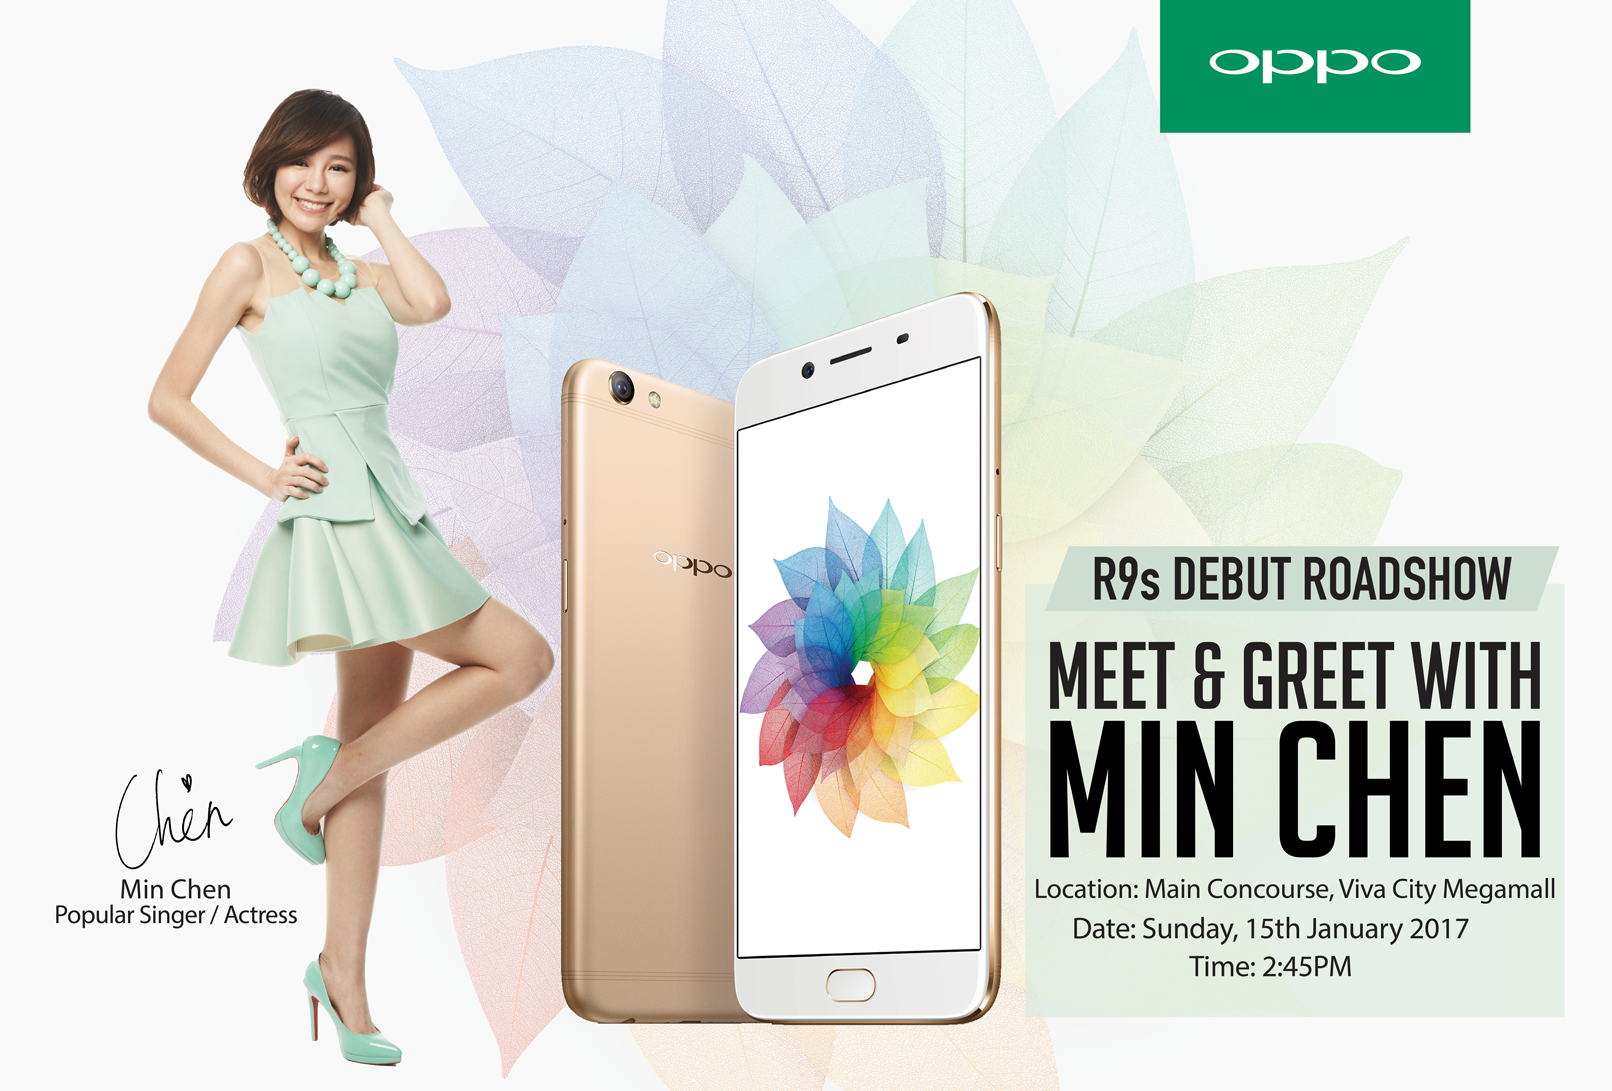 oppo
oppo
R9s DEBUT ROADSHOW
MEET & GREET WITH
MIN CHEN
Location: Main Concourse, Viva City Megamall
Date: Sunday, 15th January 2017
Time: 2:45PM
Chen
Min Chen
Popular Singer / Actress